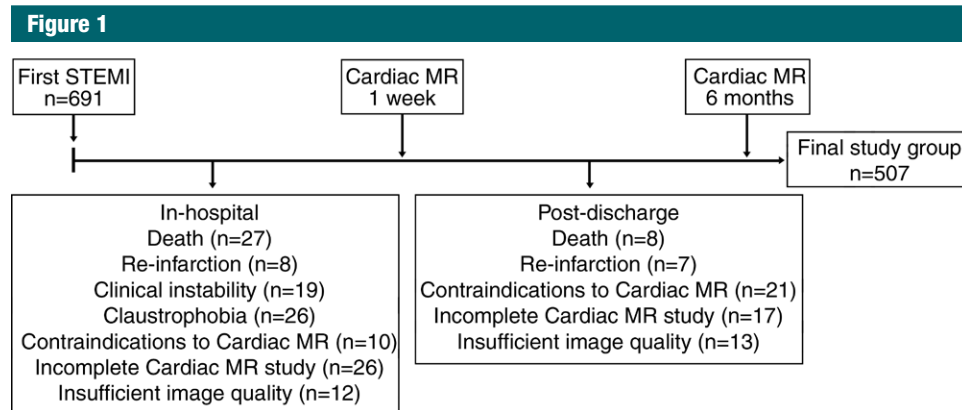 Figure 1
First STEMI
n=691
Cardiac MR
1 week
Cardiac MR
6 months
Final study group
n=507
In-hospital
Death (n=27)
Re-infarction (n=8)
Clinical instability (n=19)
Claustrophobia (n=26)
Contraindications to Cardiac MR (n=10)
Incomplete Cardiac MR study (n=26)
Insufficient image quality (n=12)
Post-discharge
Death (n=8)
Re-infarction (n=7)
Contraindications to Cardiac MR (n=21)
Incomplete Cardiac MR study (n=17)
Insufficient image quality (n=13)